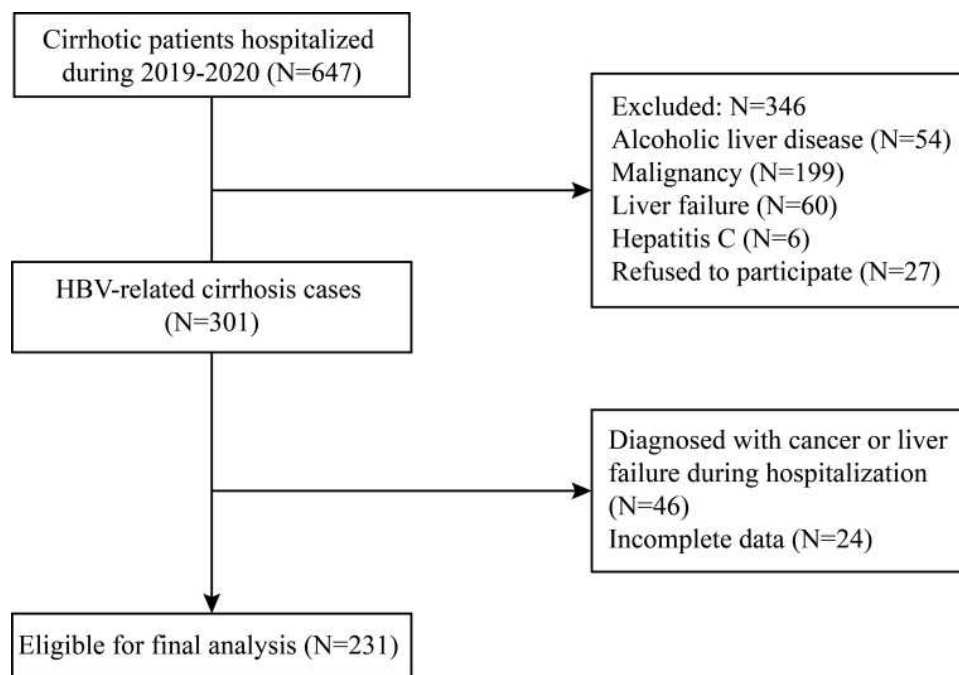 Cirrhotic patients hospitalized
during 2019-2020 (N=647)
Excluded: N=346
Alcoholic liver disease (N=54)
Malignancy (N=199)
Liver failure (N=60)
Hepatitis C (N=6)
Refused to participate (N=27)
HBV-related cirrhosis cases
(N=301)
Diagnosed with cancer or liver
failure during hospitalization
(N=46)
Incomplete data (N=24)
Eligible for final analysis (N=231)